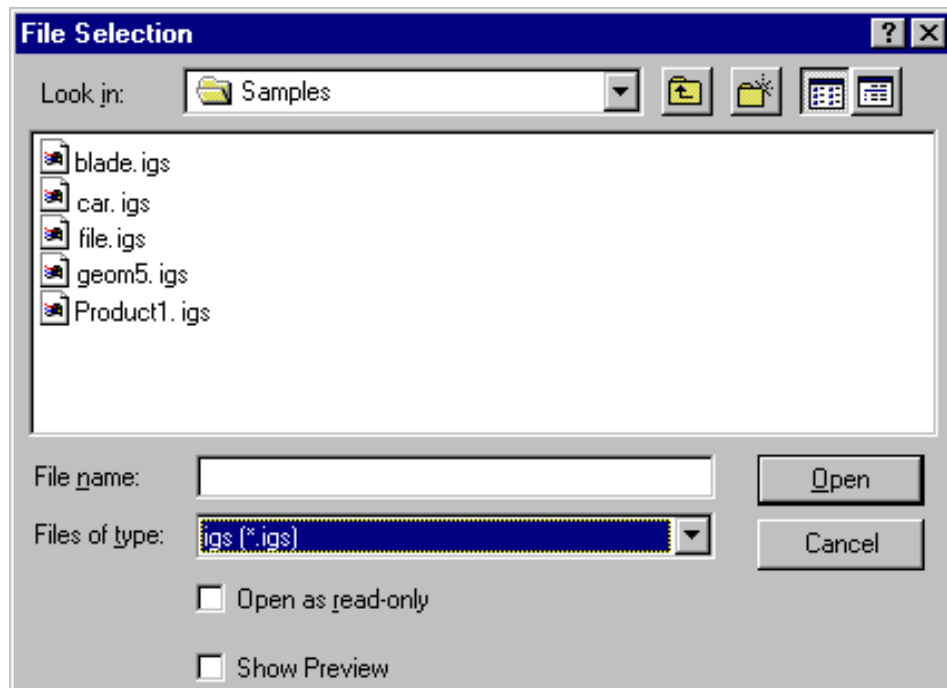 File Selection
Look in: Samples
blade.igs
car.igs
file.igs
geom5.igs
Product1.igs
File name: Open
Files of type: igs (*.igs) Cancel
Open as read-only
Show Preview